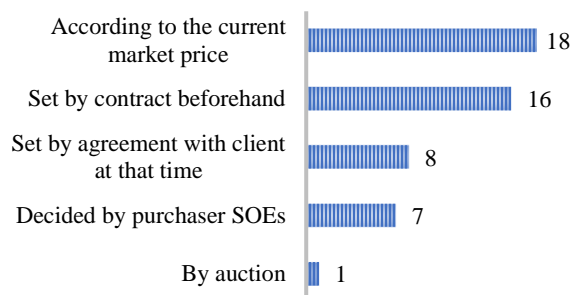 According to the current
market price
18
Set by contract beforehand
16
Set by agreement with client
at that time
8
Decided by purchaser SOEs
7
By auction
1